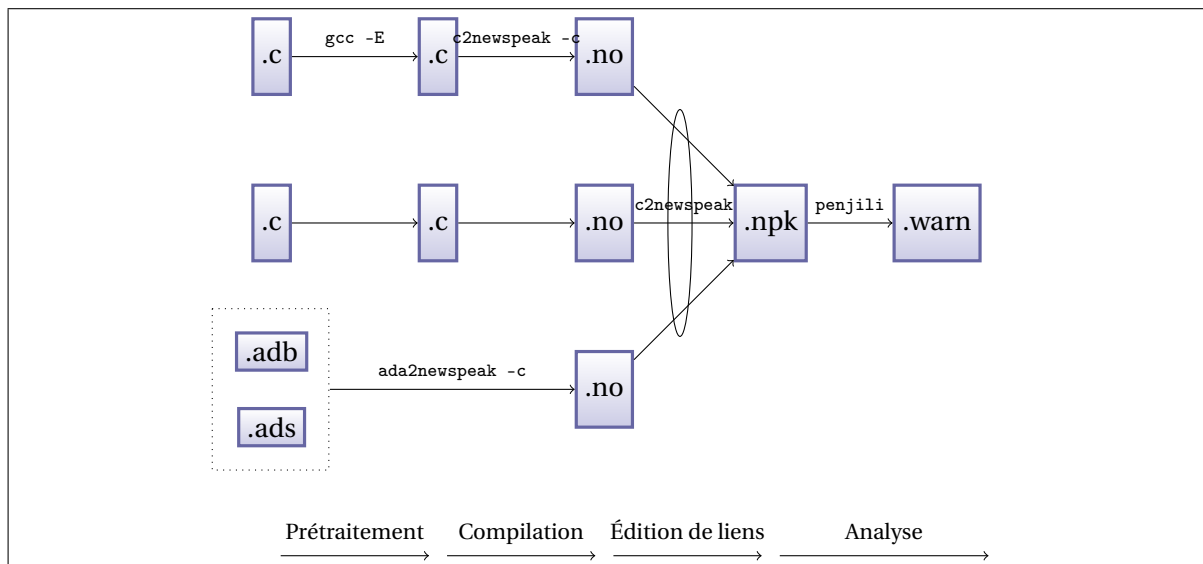 gcc -E
c2newspeak -c
.c
.c
.no
c2newspeak
penjili
.c
.c
.no
.npk
.warn
.adb
ada2newspeak -c
.no
.ads
Prétraitement
Compilation
Édition de liens
Analyse